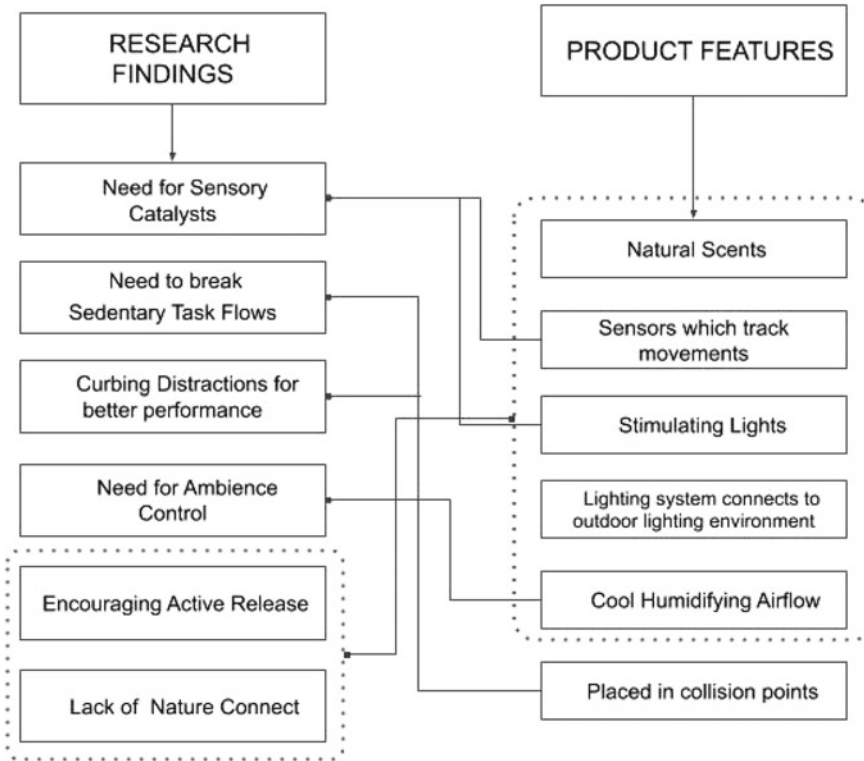 RESEARCH
FINDINGS
Need for Sensory
Catalysts
Need to break
Sedentary Task Flows
Curbing Distractions for
better performance
Need for Ambience
Control
Encouraging Active Release
Lack of Nature Connect
PRODUCT FEATURES
Natural Scents
Sensors which track
movements
Stimulating Lights
Lighting system connects to
outdoor lighting environment
Cool Humidifying Airflow
Placed in collision points